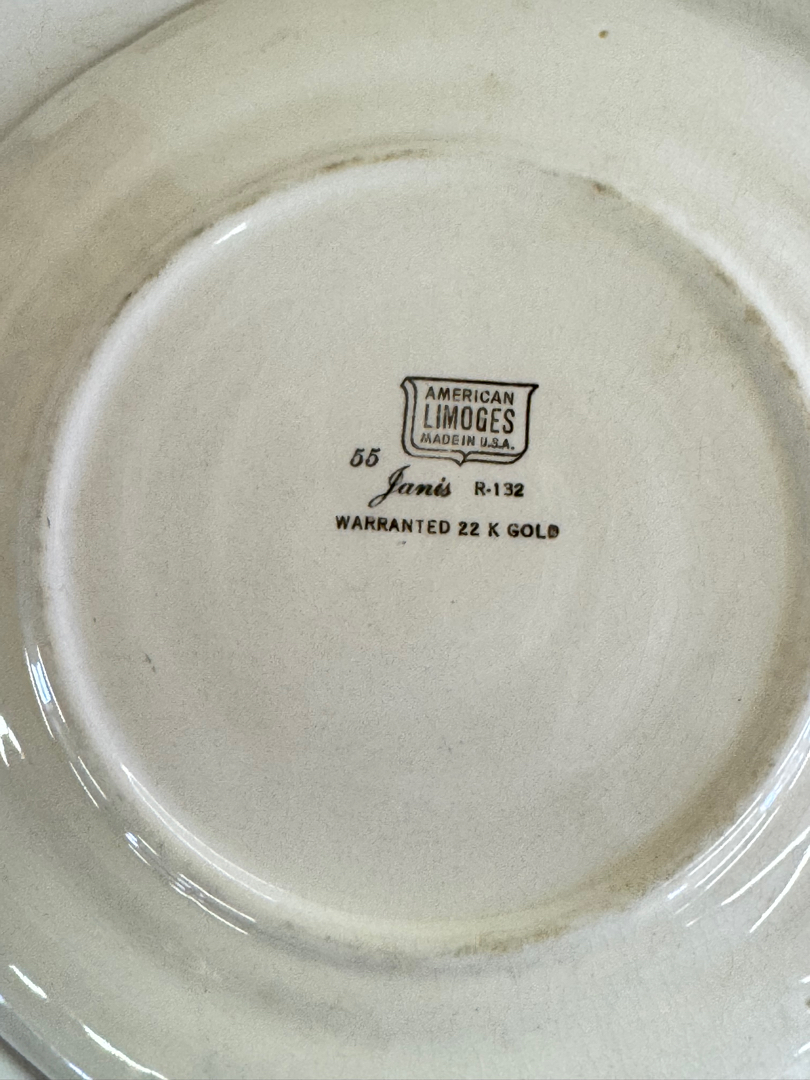 AMERICAN
LIMOGES
MADE IN U.S.A.
55
Janis R-132
WARRANTED 22 K GOLD